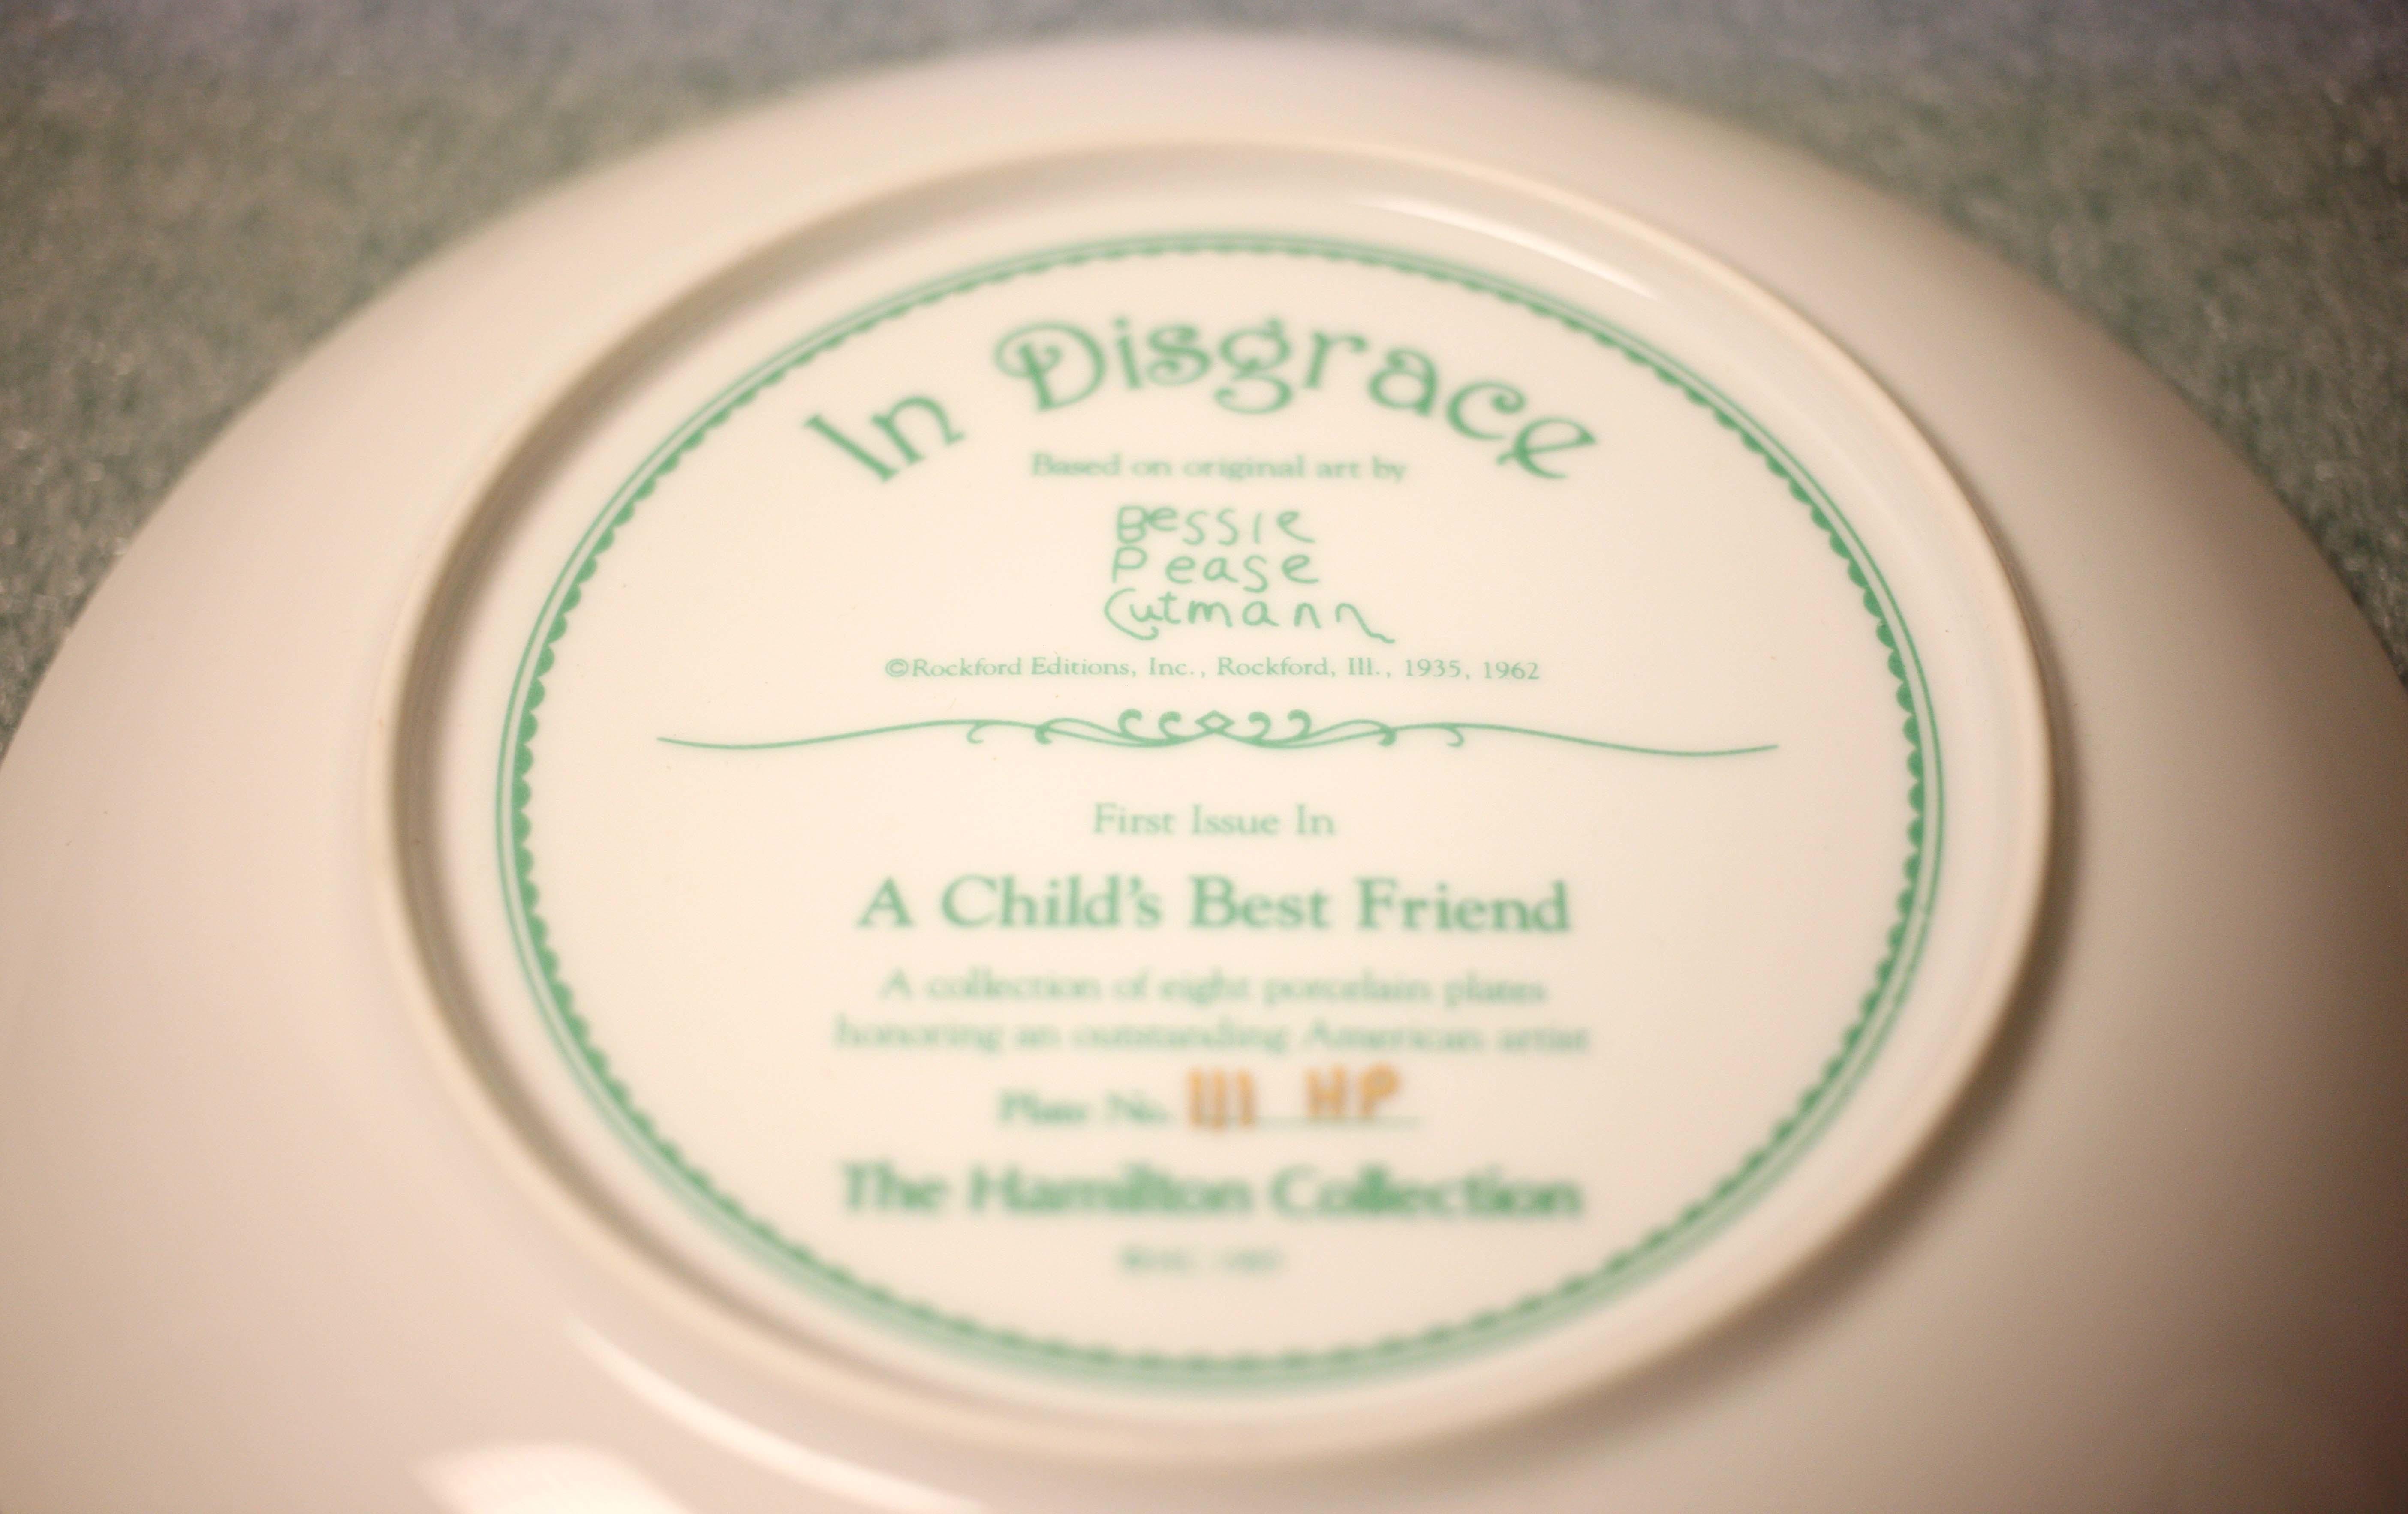 In Disgrace
Based on original art by
Bessie
Pease
Gutmann
©Rockford Editions, Inc., Rockford, Ill., 1935, 1962
First Issue In
A Child's Best Friend
A collection of eight porcelain plates
honoring an outstanding American artist
Plate No. HP
The Hamilton Collection